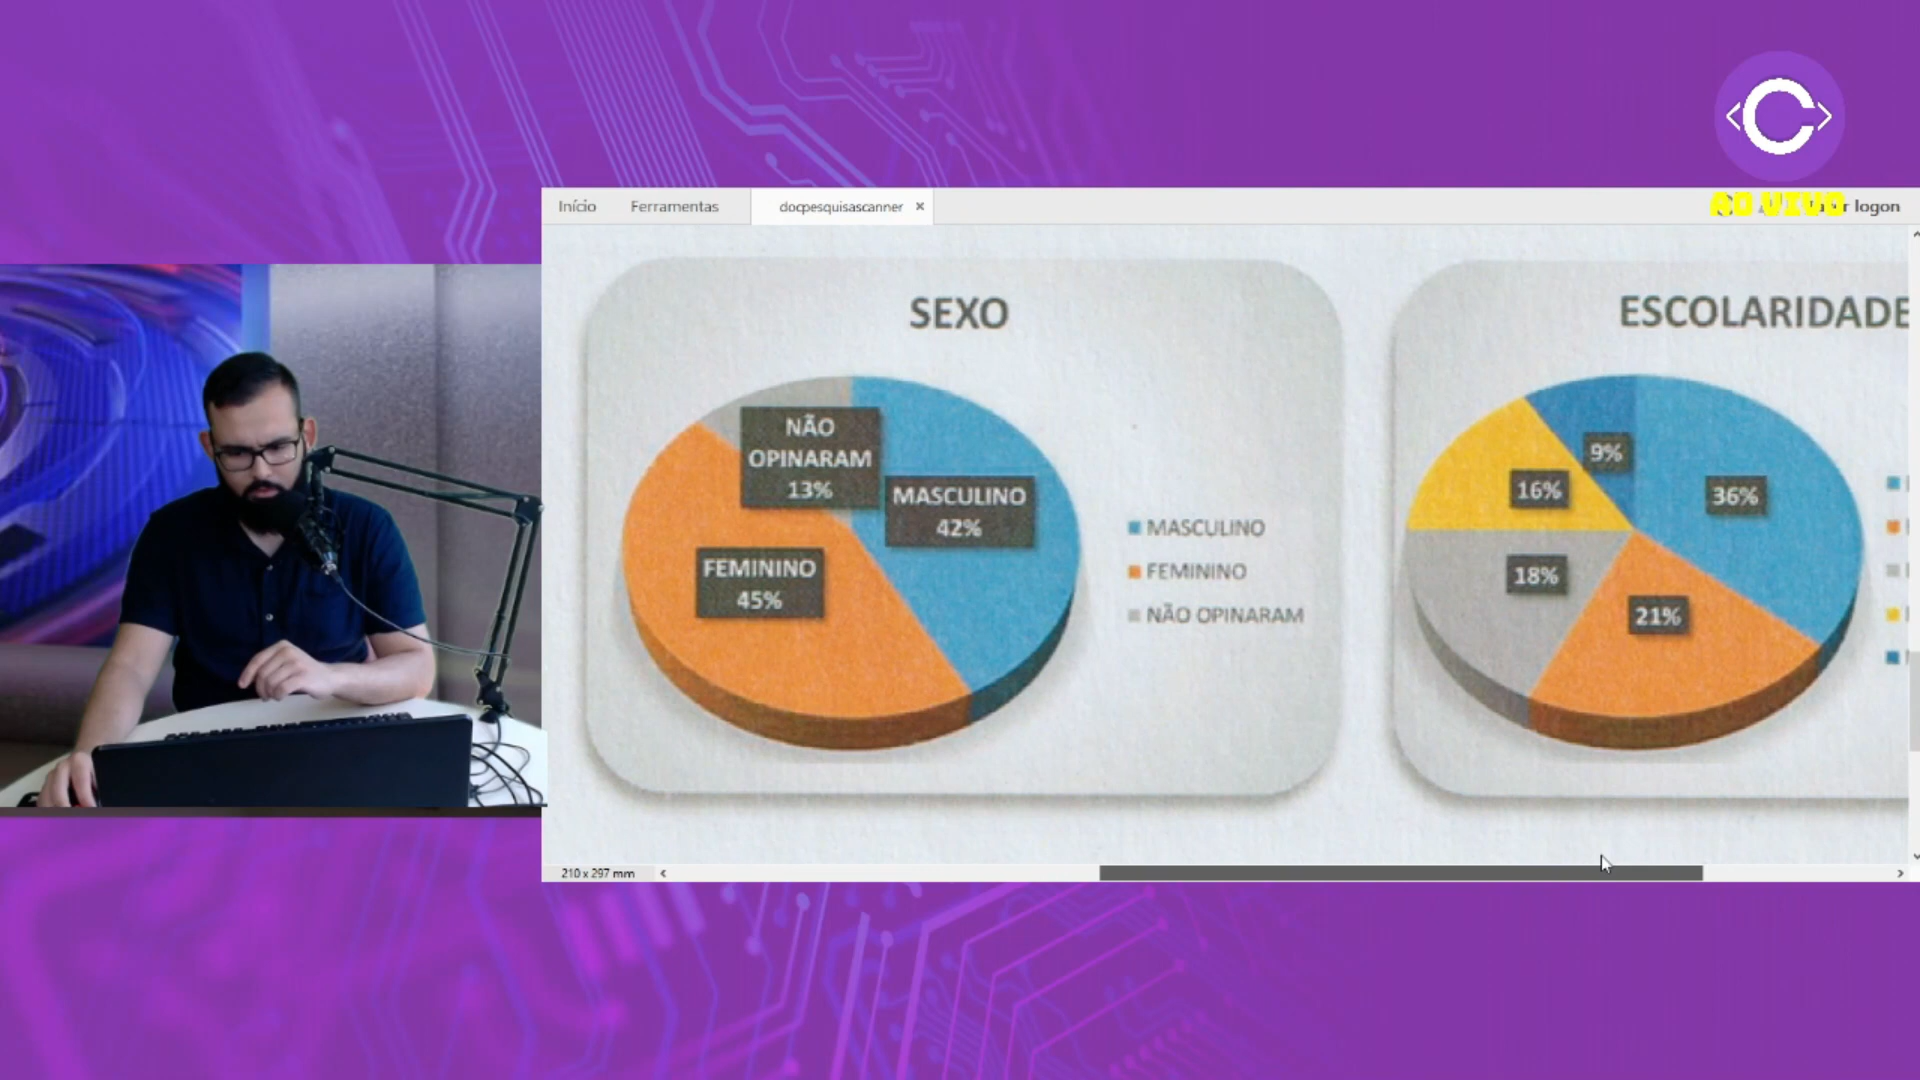 AO VIVO
Início Ferramentas docpesquisascanner × r logon
SEXO
NÃO
OPINARAM
13%
MASCULINO
42%
FEMININO
45%
MASCULINO
FEMININO
NÃO OPINARAM
ESCOLARIDADE
9%
16%
36%
18%
21%
210 x 297 mm